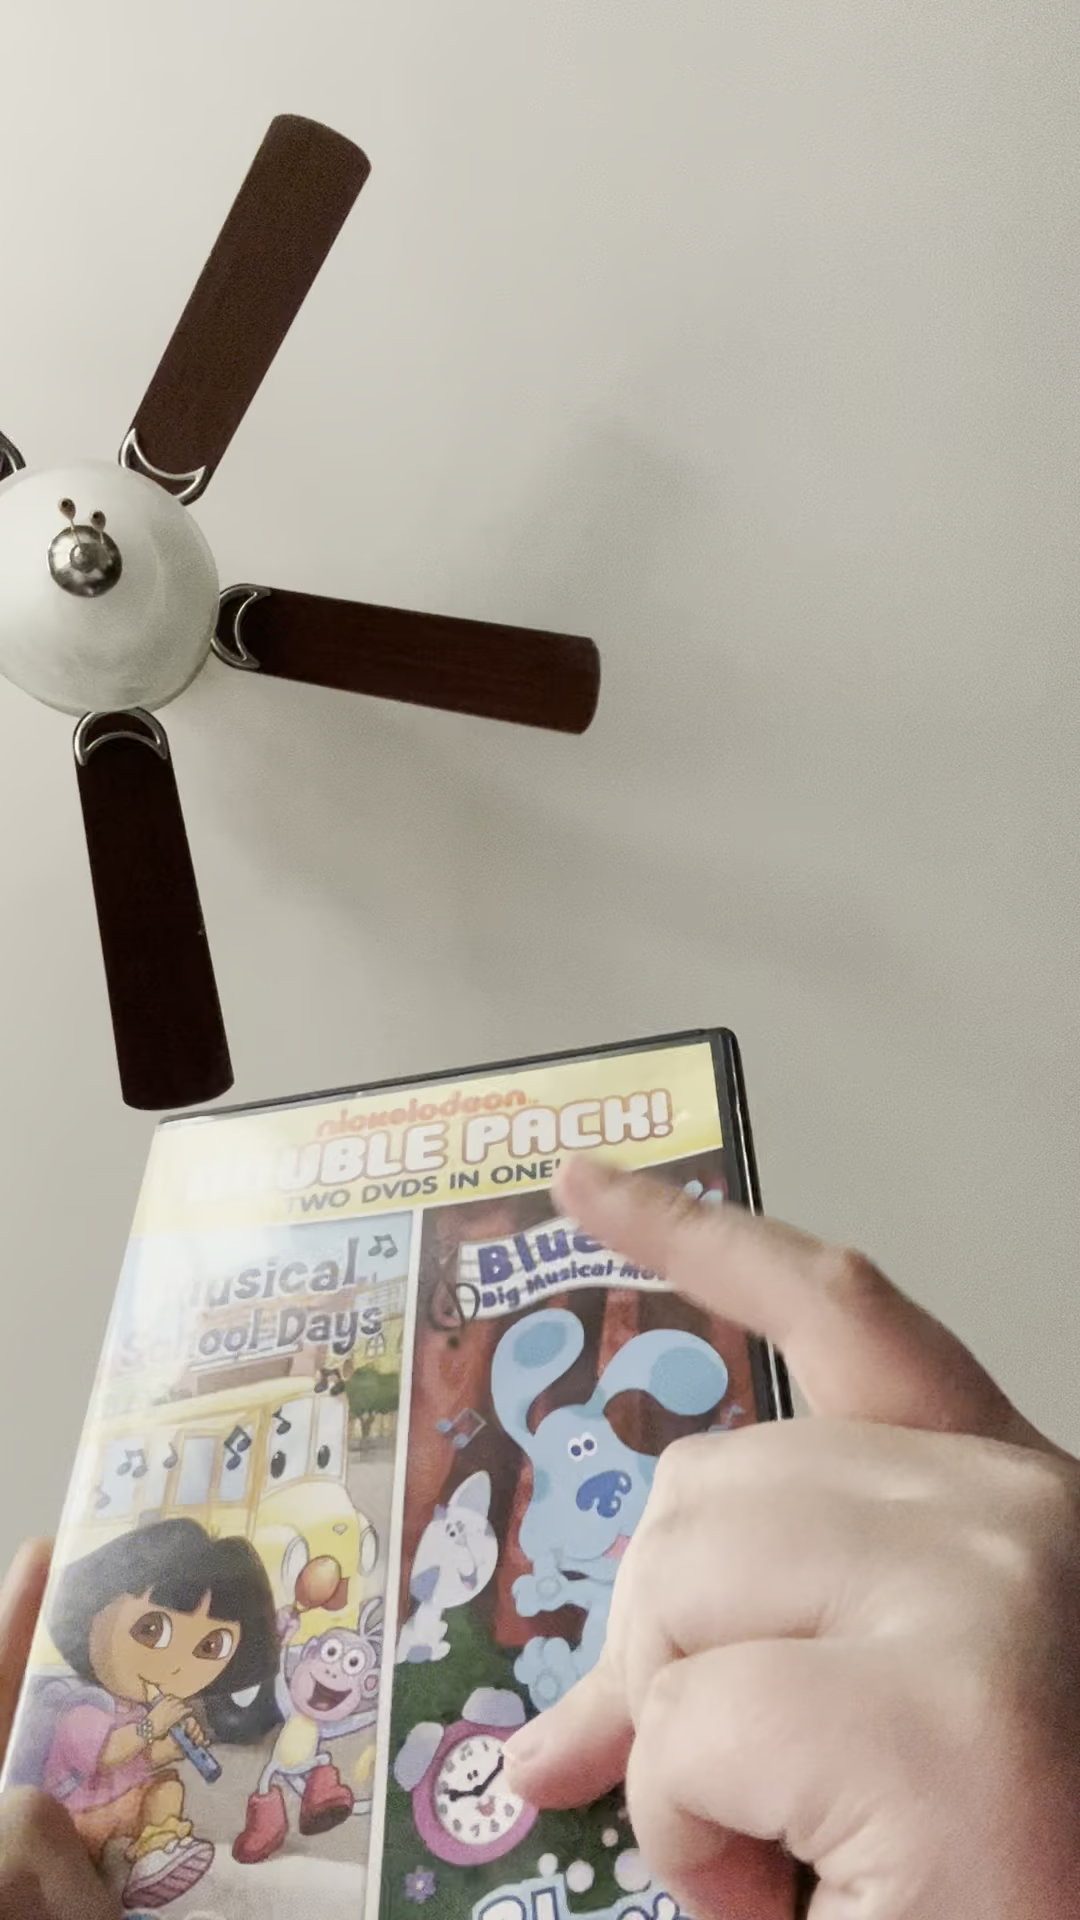 nickelodeon
DOUBLE PACK!
TWO DVDS IN ONE!
Musical
School Days
Blue
Big Musical